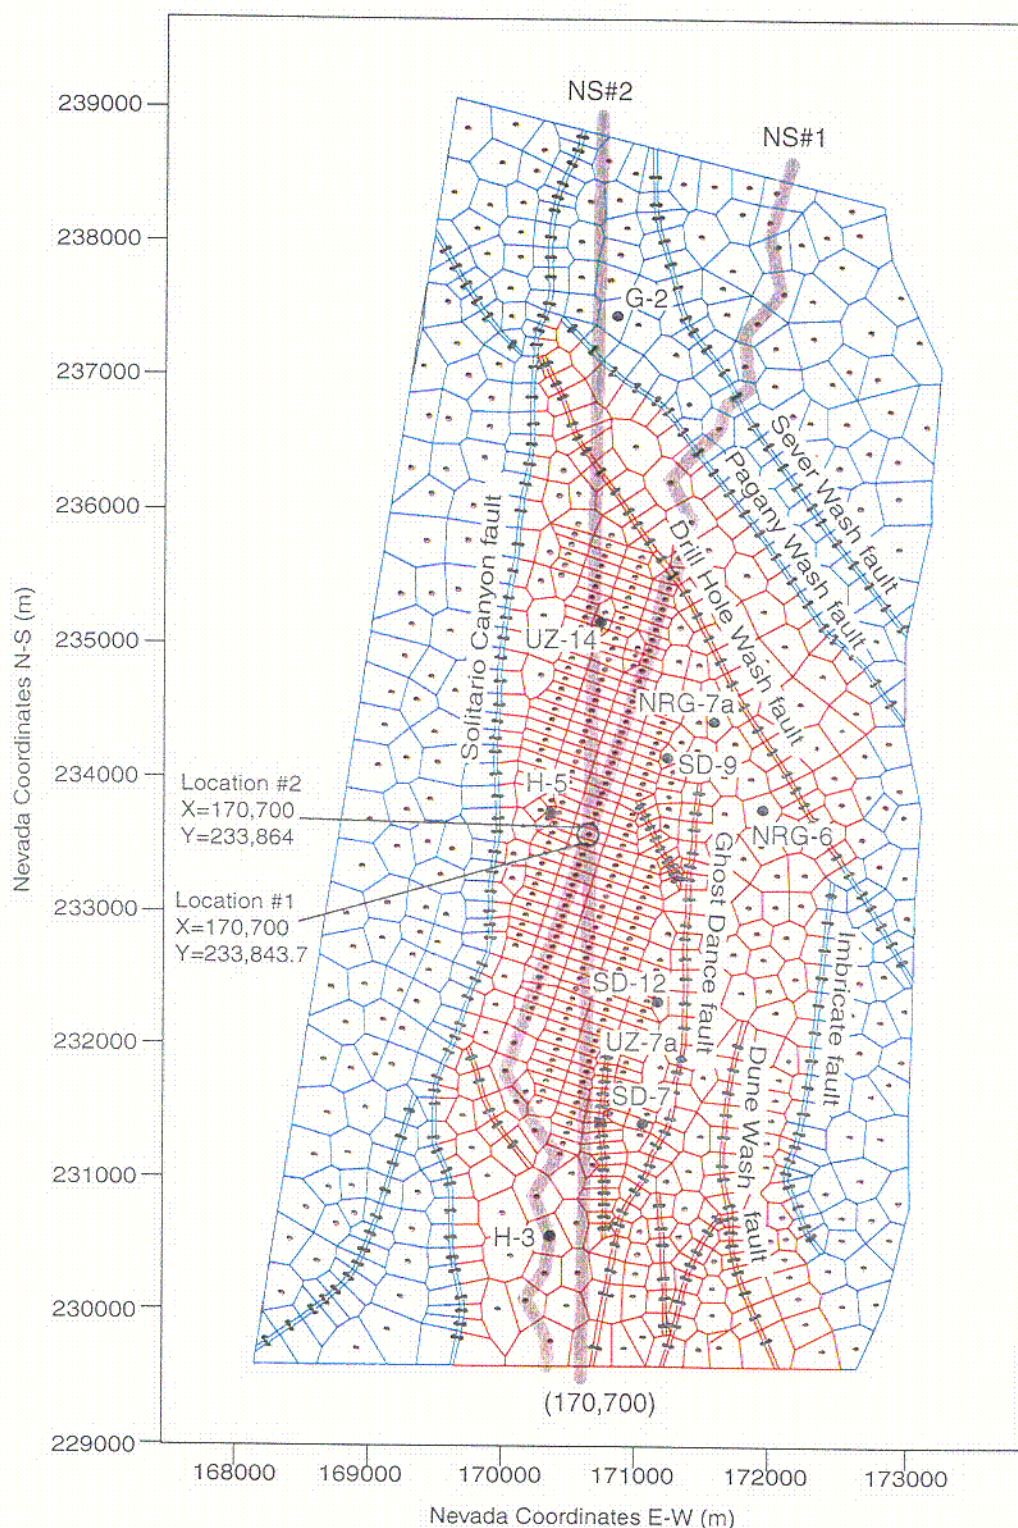 NS#2
NS#1
239000
238000
237000
236000
235000
234000
233000
232000
231000
230000
229000
Nevada Coordinates N-S (m)
G-2
Sever Wash fault
Pagany Wash fault
Drill Hole Wash fault
Solitario Canyon fault
UZ-14
NRG-7a
SD-9
H-5
NRG-6
Location #2
X=170,700
Y=233,864
Location #1
X=170,700
Y=233,843.7
Ghost Dance fault
Imbricate fault
SD-12
UZ-7a
Dune Wash fault
SD-7
H-3
(170,700)
168000
169000
170000
171000
172000
173000
Nevada Coordinates E-W (m)